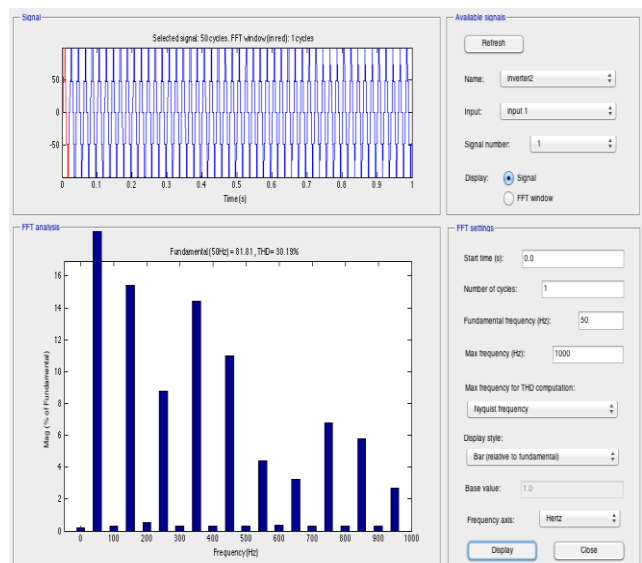 Signal
Selected signal: 50 cycles. FFT window (in red): 1 cycles
50
0
-50
0 0.1 0.2 0.3 0.4 0.5 0.6 0.7 0.8 0.9 1
Time (s)
Available signals
Refresh
Name: inverter2
Input: input 1
Signal number: 1
Display: Signal
FFT window
FFT analysis
Fundamental (50Hz) = 81.81 , THD= 30.19%
Mag (% of Fundamental)
16
14
12
10
8
6
4
2
0
0 100 200 300 400 500 600 700 800 900 1000
Frequency (Hz)
FFT settings
Start time (s): 0.0
Number of cycles: 1
Fundamental frequency (Hz): 50
Max frequency (Hz): 1000
Max frequency for THD computation:
Nyquist frequency
Display style:
Bar (relative to fundamental)
Base value: 1.0
Frequency axis: Hertz
Display Close